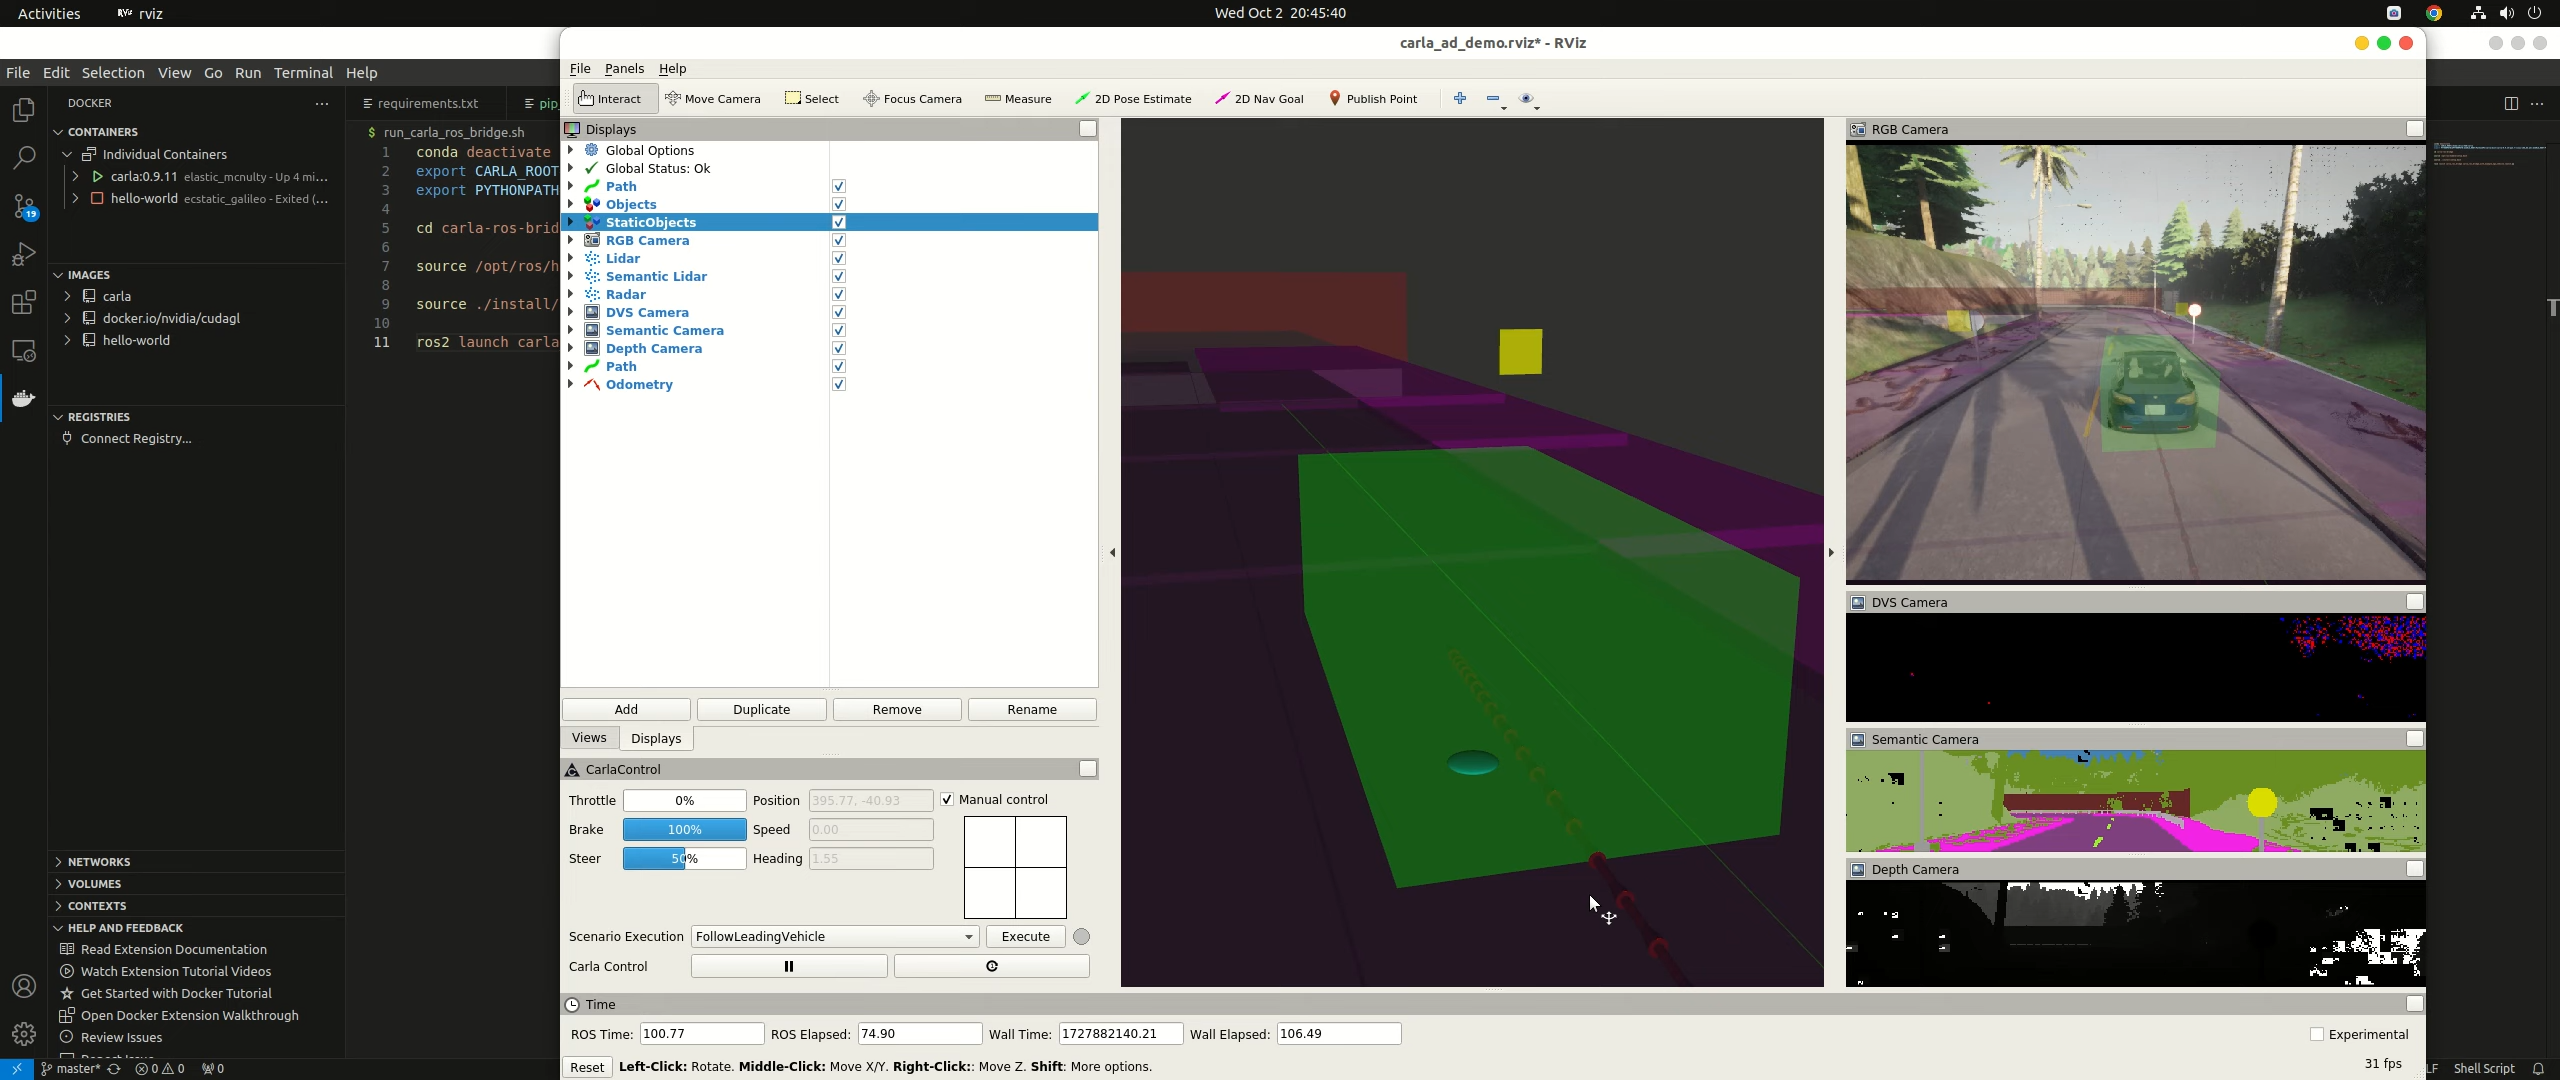 Activities rviz Wed Oct 2 20:45:40
carla_ad_demo.rviz* - RViz
File Edit Selection View Go Run Terminal Help
File Panels Help
Interact Move Camera Select Focus Camera Measure 2D Pose Estimate 2D Nav Goal Publish Point
DOCKER
CONTAINERS
Individual Containers
carla:0.9.11 elastic_mcnulty - Up 4 mi...
hello-world ecstatic_galileo - Exited (...
IMAGES
carla
docker.io/nvidia/cudagl
hello-world
REGISTRIES
Connect Registry...
NETWORKS
VOLUMES
CONTEXTS
HELP AND FEEDBACK
Read Extension Documentation
Watch Extension Tutorial Videos
Get Started with Docker Tutorial
Open Docker Extension Walkthrough
Review Issues
19
master* 0 0 0
requirements.txt pip
$ run_carla_ros_bridge.sh
1 conda deactivate
2 export CARLA_ROOT
3 export PYTHONPATH
4
5 cd carla-ros-brid
6
7 source /opt/ros/h
8
9 source ./install/
10
11 ros2 launch carla
Displays
Global Options
Global Status: Ok
Path
Objects
StaticObjects
RGB Camera
Lidar
Semantic Lidar
Radar
DVS Camera
Semantic Camera
Depth Camera
Path
Odometry
Add Duplicate Remove Rename
Views Displays
CarlaControl
Throttle 0% Position 395.77, -40.93 Manual control
Brake 100% Speed 0.00
Steer 50% Heading 1.55
Scenario Execution FollowLeadingVehicle Execute
Carla Control
RGB Camera
DVS Camera
Semantic Camera
Depth Camera
Time
ROS Time: 100.77 ROS Elapsed: 74.90 Wall Time: 1727882140.21 Wall Elapsed: 106.49 Experimental
Reset Left-Click: Rotate. Middle-Click: Move X/Y. Right-Click:: Move Z. Shift: More options. 31 fps
LF Shell Script